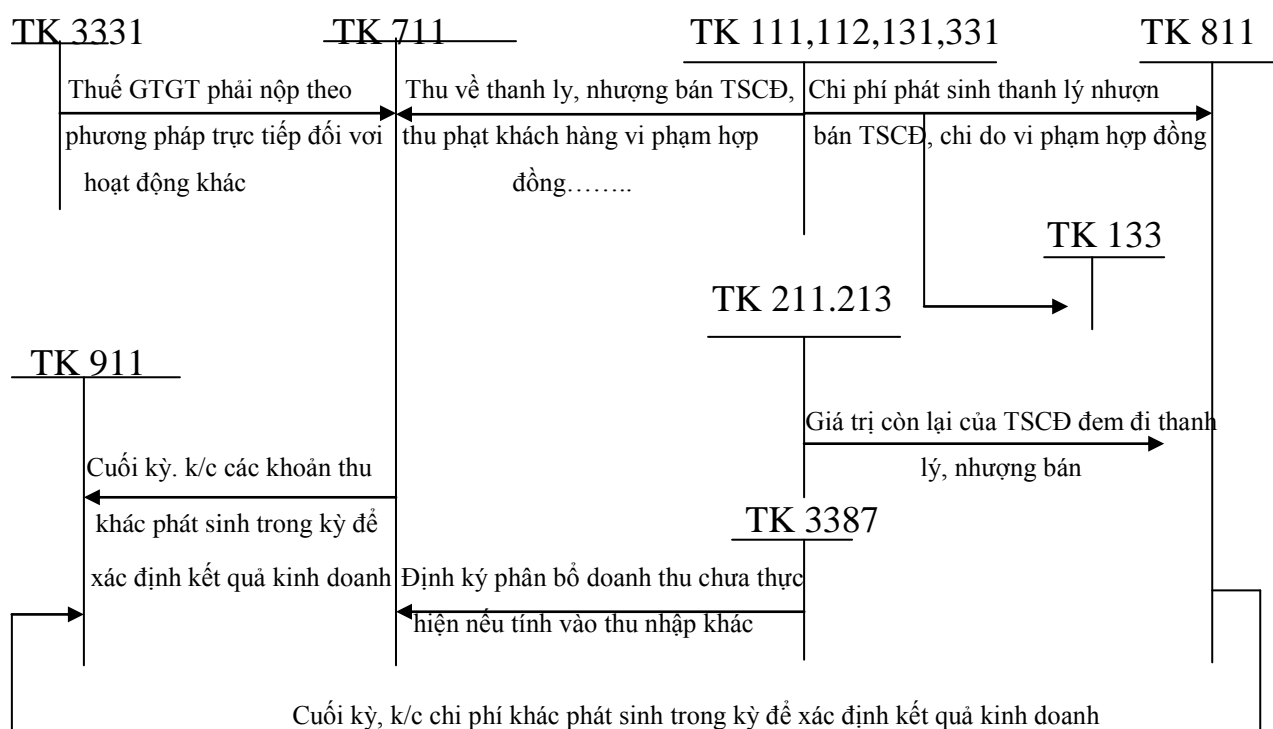 TK 3331
TK 711
TK 111,112,131,331
TK 811
Thuế GTGT phải nộp theo
phương pháp trực tiếp đối vơi
hoạt động khác
Thu về thanh ly, nhượng bán TSCĐ,
thu phạt khách hàng vi phạm hợp
đồng……..
Chi phí phát sinh thanh lý nhượn
bán TSCĐ, chi do vi phạm hợp đồng
TK 133
TK 211.213
TK 911
Giá trị còn lại của TSCĐ đem đi thanh
lý, nhượng bán
Cuối kỳ. k/c các khoản thu
khác phát sinh trong kỳ để
xác định kết quả kinh doanh
TK 3387
Định ký phân bổ doanh thu chưa thực
hiện nếu tính vào thu nhập khác
Cuối kỳ, k/c chi phí khác phát sinh trong kỳ để xác định kết quả kinh doanh